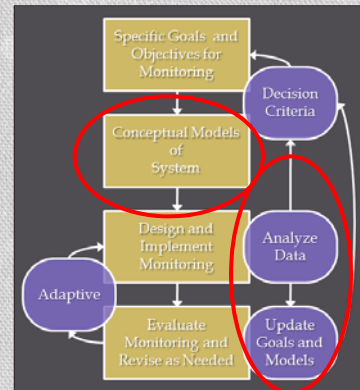 Specific Goals and
Objectives for
Monitoring
Decision
Criteria
Conceptual Models
of
System
Design and
Implement
Monitoring
Analyze
Data
Adaptive
Evaluate
Monitoring and
Revise as Needed
Update
Goals and
Models